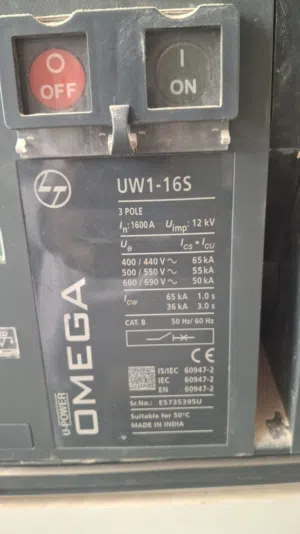 O
OFF
I
ON
LT
UW1-16S
3 POLE
In: 1600A Uimp: 12 kV
Ue Ics = Icu
400 / 440 V ~ 65 kA
500 / 550 V ~ 55 kA
660 / 690 V ~ 50 kA
Icw 65 kA 1.0 s
36 kA 3.0 s
CAT. B 50 Hz/ 60 Hz
CE
IS/IEC 60947-2
IEC 60947-2
EN 60947-2
Sr.No.: E5735395U
Suitable for 50°C
MADE IN INDIA
U-POWER
OMEGA